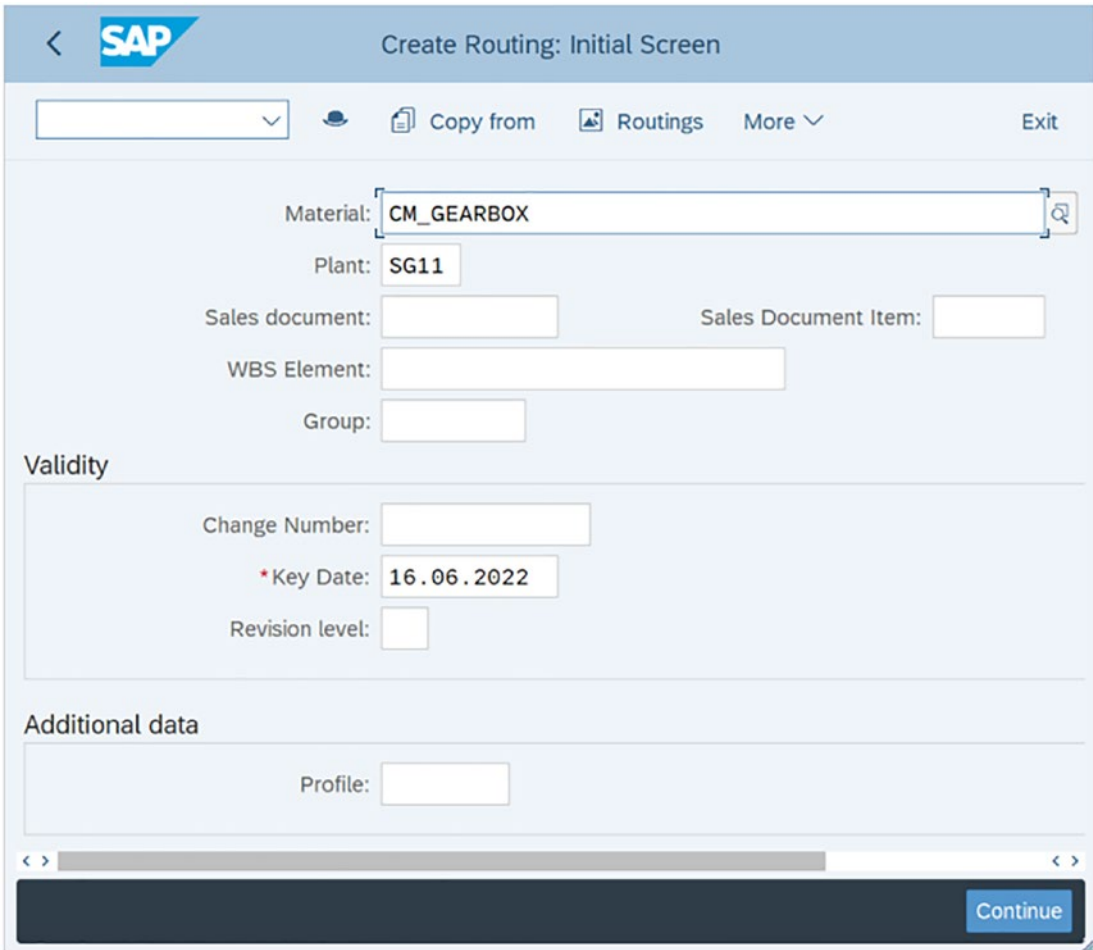 SAP Create Routing: Initial Screen
Copy from Routings More Exit
Material: CM_GEARBOX
Plant: SG11
Sales document: Sales Document Item:
WBS Element:
Group:
Validity
Change Number:
*Key Date: 16.06.2022
Revision level:
Additional data
Profile:
Continue